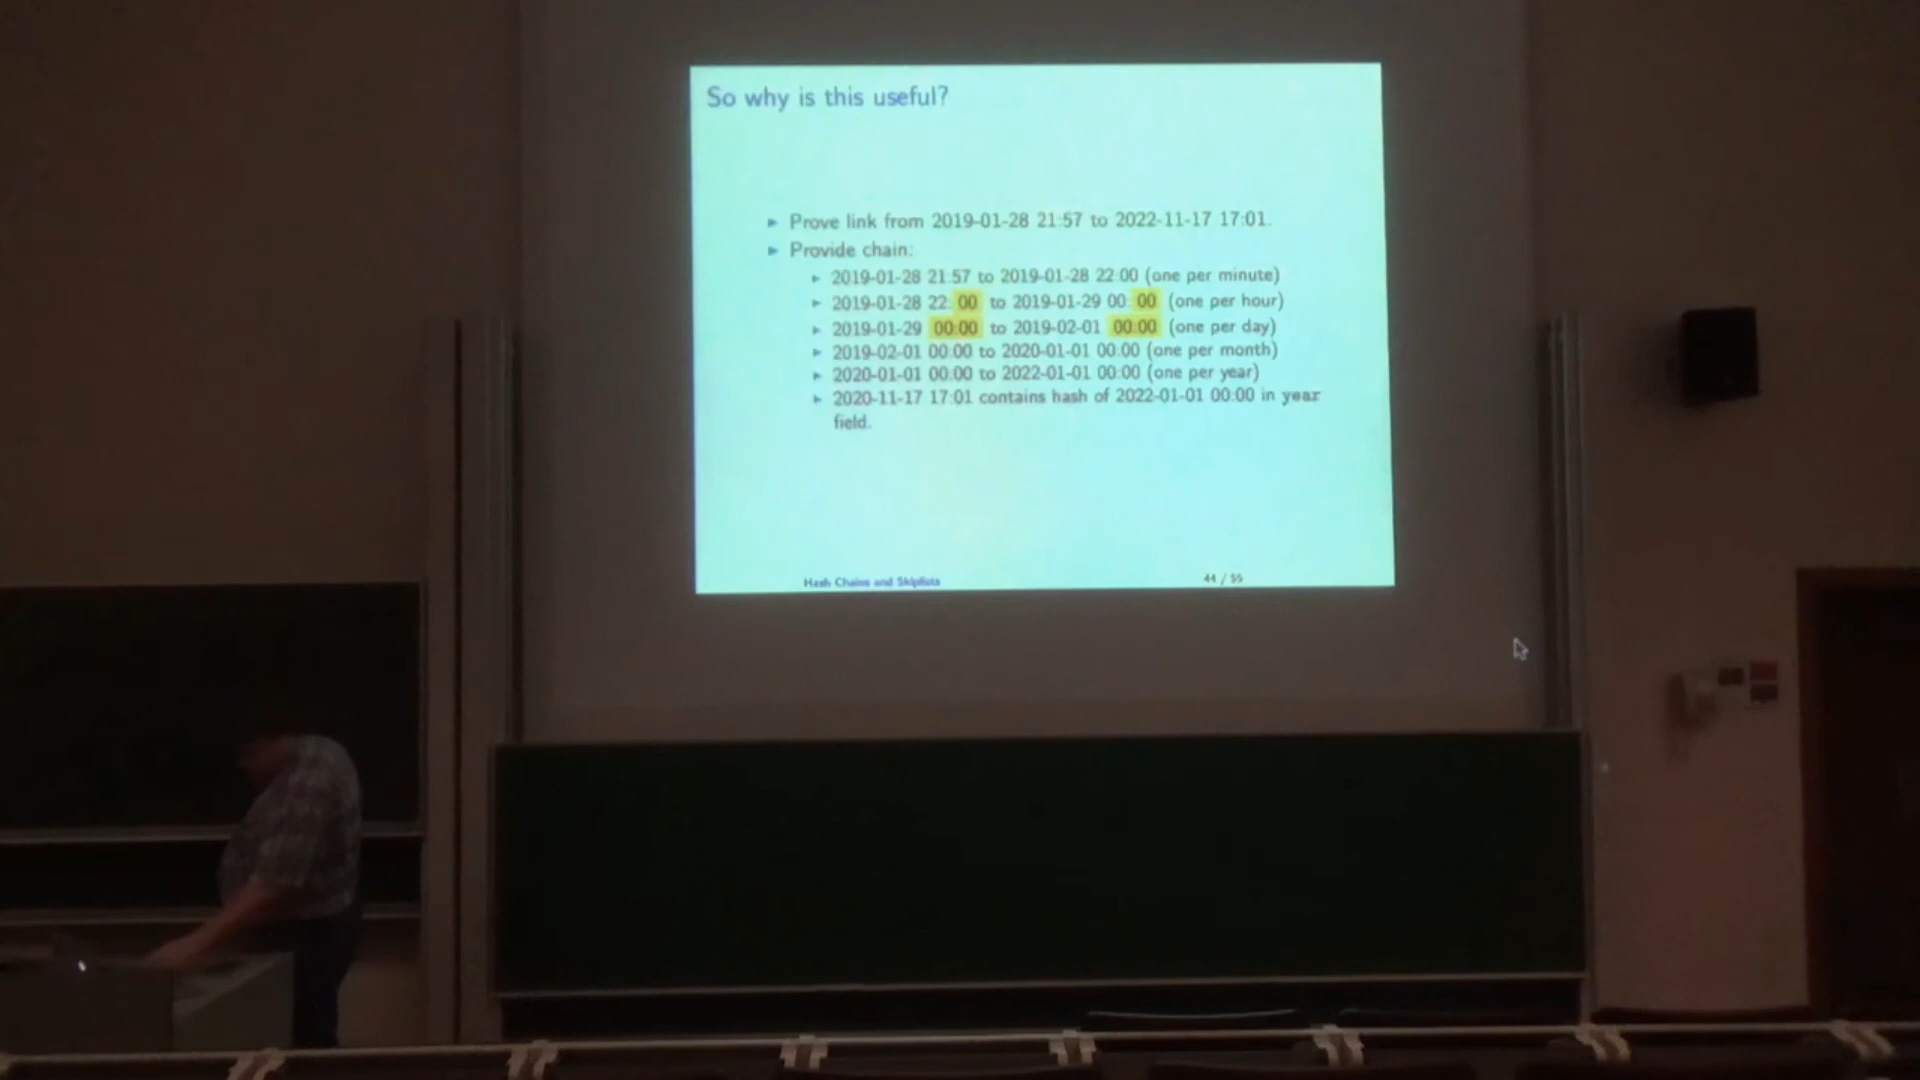 So why is this useful?
► Prove link from 2019-01-28 21:57 to 2022-11-17 17:01.
► Provide chain:
► 2019-01-28 21:57 to 2019-01-28 22:00 (one per minute)
► 2019-01-28 22:00 to 2019-01-29 00:00 (one per hour)
► 2019-01-29 00:00 to 2019-02-01 00:00 (one per day)
► 2019-02-01 00:00 to 2020-01-01 00:00 (one per month)
► 2020-01-01 00:00 to 2022-01-01 00:00 (one per year)
► 2020-11-17 17:01 contains hash of 2022-01-01 00:00 in year
field.
Hash Chains and Skiplists 44 / 55